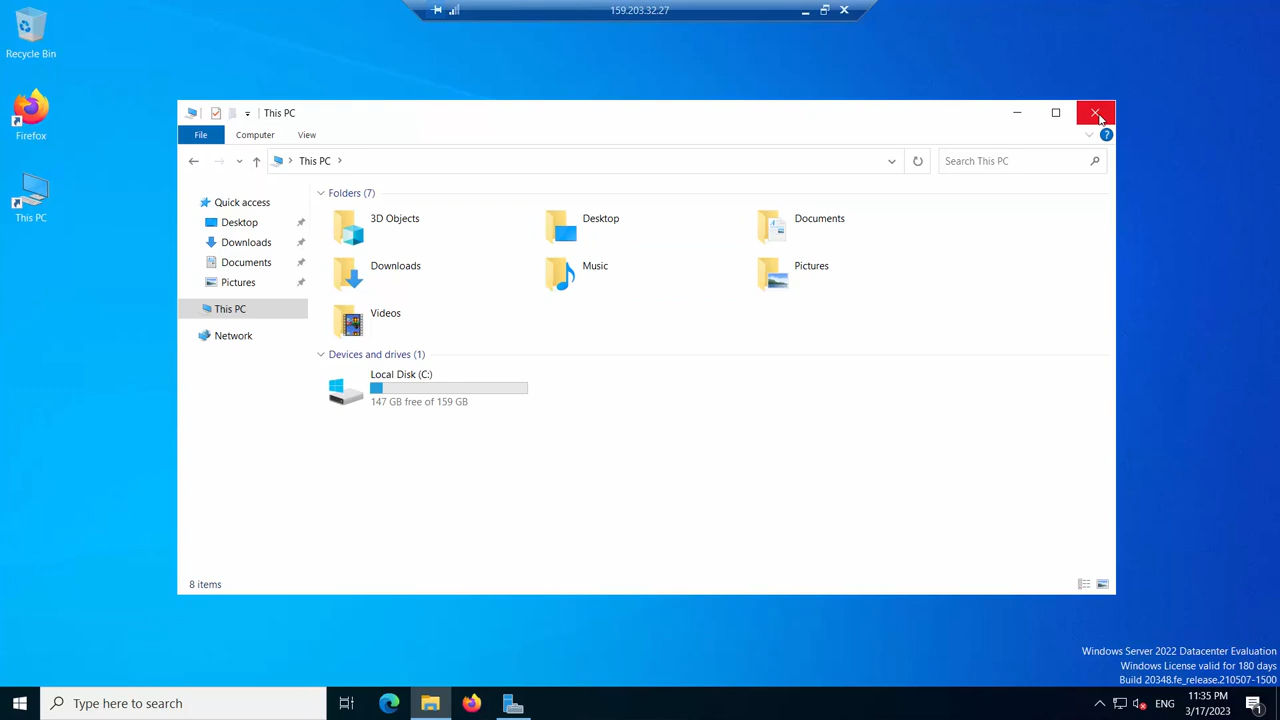 159.203.32.27
Recycle Bin
Firefox
This PC
This PC
File Computer View
This PC
Search This PC
Quick access
Desktop
Downloads
Documents
Pictures
This PC
Network
Folders (7)
3D Objects
Desktop
Documents
Downloads
Music
Pictures
Videos
Devices and drives (1)
Local Disk (C:)
147 GB free of 159 GB
8 items
Windows Server 2022 Datacenter Evaluation
Windows License valid for 180 days
Build 20348.fe_release.210507-1500
Type here to search
ENG
11:35 PM
3/17/2023
1